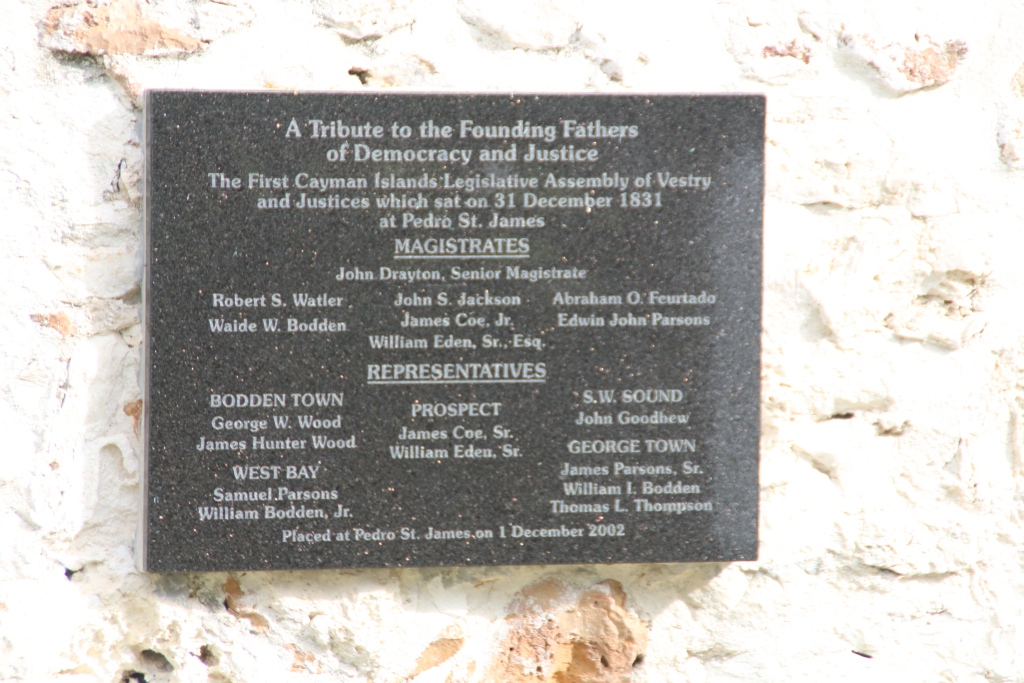 A Tribute to the Founding Fathers
of Democracy and Justice
The First Cayman Islands Legislative Assembly of Vestry
and Justices which sat on 31 December 1831
at Pedro St. James
MAGISTRATES
John Drayton, Senior Magistrate
Robert S. Watler
Waide W. Bodden
John S. Jackson
James Coe, Jr.
William Eden, Sr., Esq.
Abraham O. Feurtado
Edwin John Parsons
REPRESENTATIVES
BODDEN TOWN
George W. Wood
James Hunter Wood
WEST BAY
Samuel Parsons
William Bodden, Jr.
PROSPECT
James Coe, Sr.
William Eden, Sr.
S.W. SOUND
John Goodhew
GEORGE TOWN
James Parsons, Sr.
William I. Bodden
Thomas L. Thompson
Placed at Pedro St. James on 1 December 2002